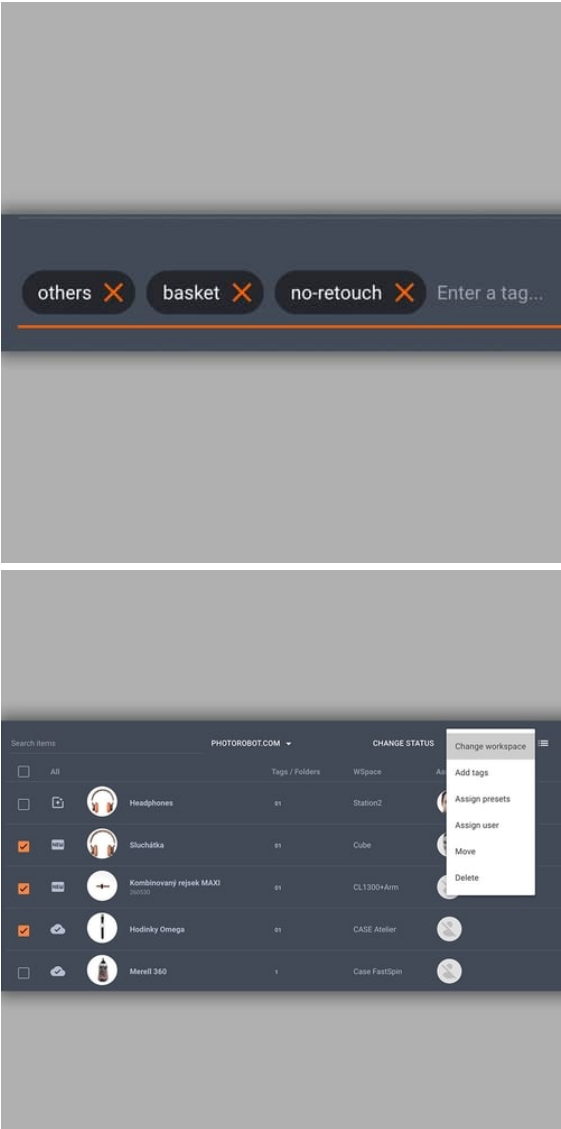 others basket no-retouch Enter a tag...
Search items PHOTOROBOT.COM CHANGE STATUS Change workspace
All Tags / Folders WSpace Add tags
Headphones 01 Station2 Assign presets
Assign user
Sluchátka 01 Cube Move
Kombinovaný rejsek MAXI 01 CL1300+Arm Delete
260530
Hodinky Omega 01 CASE Atelier
Merell 360 1 Case FastSpin